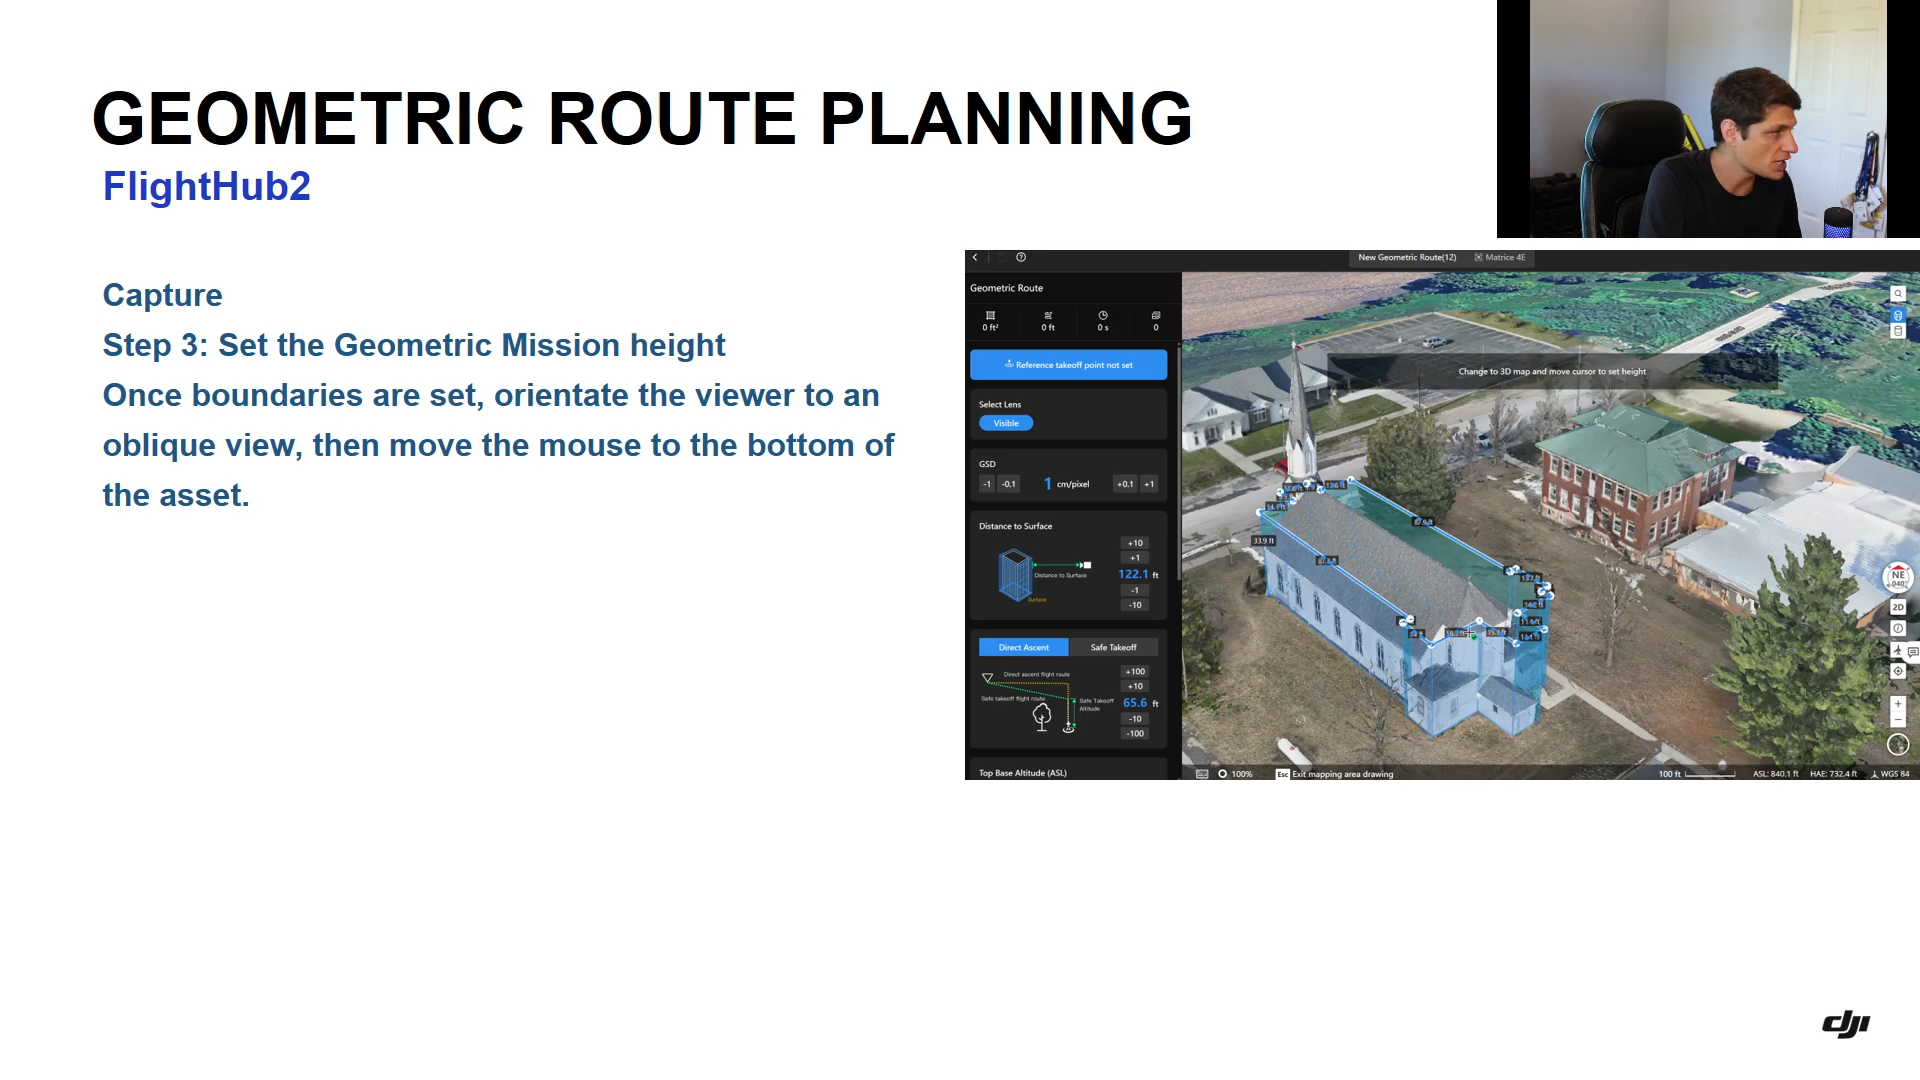 GEOMETRIC ROUTE PLANNING
FlightHub2
Capture
Step 3: Set the Geometric Mission height
Once boundaries are set, orientate the viewer to an
oblique view, then move the mouse to the bottom of
the asset.
New Geometric Route(12) Matrice 4E
Geometric Route
0 ft² 0 ft 0 s 0
Reference takeoff point not set
Change to 3D map and move cursor to set height
Select Lens
Visible
GSD
-1 -0.1 1 cm/pixel +0.1 +1
Distance to Surface
+10
+1
Distance to Surface
122.1 ft
-1
-10
Surface
33.9 ft
Direct Ascent Safe Takeoff
+100
Direct ascent flight route
+10
Safe takeoff flight route
Safe Takeoff
Altitude
65.6 ft
-10
-100
Top Base Altitude (ASL)
NE
040°
2D
100% Esc Exit mapping area drawing
100 ft ASL: 840.1 ft HAE: 732.4 ft WGS 84
dji